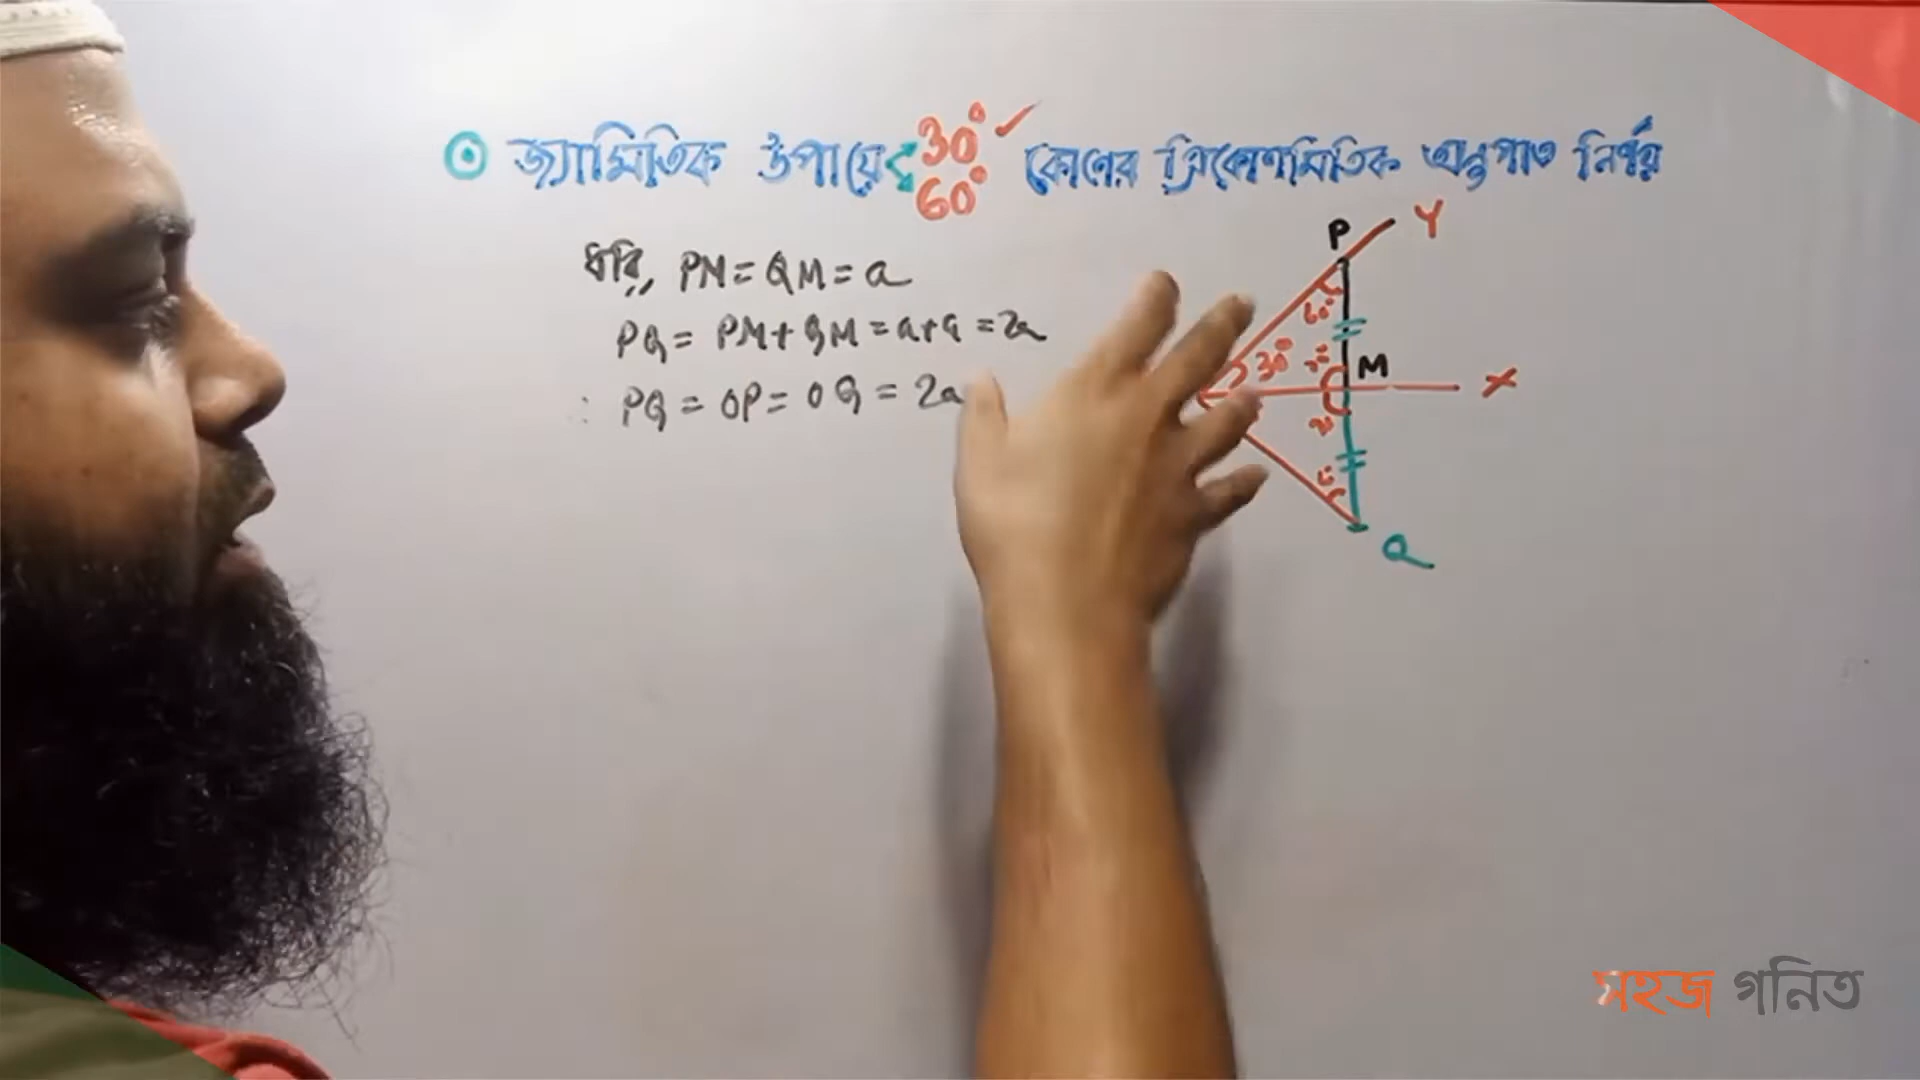 জ্যামিতিক উপায়ে 30° কোণের ত্রিকোণমিতিক অনুপাত নির্ণয়
60°
ধরি,, PM = QM = a
PQ = PM + QM = a+a = 2a
∴ PQ = OP = OQ = 2a
P Y
60°
30° M
X
Q
সহজ গনিত